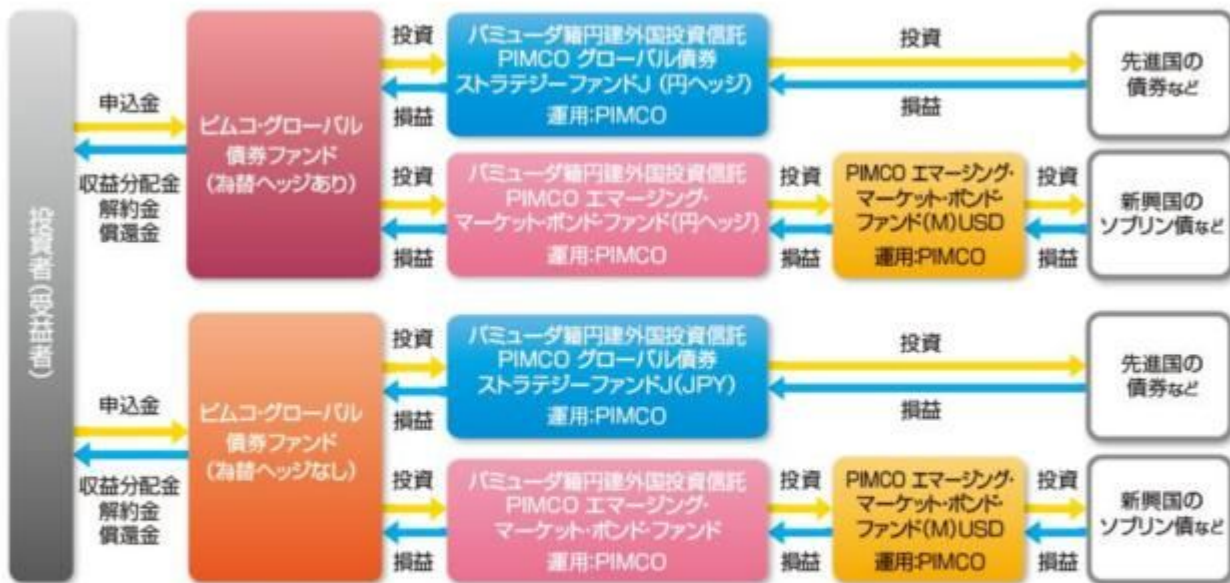 投資者(受益者)
申込金
収益分配金
解約金
償還金
ピムコ・グローバル
債券ファンド
(為替ヘッジあり)
投資
損益
バミューダ籍円建外国投資信託
PIMCO グローバル債券
ストラテジーファンドJ (円ヘッジ)
運用:PIMCO
投資
損益
先進国の
債券など
投資
損益
バミューダ籍円建外国投資信託
PIMCO エマージング・
マーケット・ボンド・ファンド(円ヘッジ)
運用:PIMCO
投資
損益
PIMCO エマージング・
マーケット・ボンド・
ファンド(M)USD
運用:PIMCO
投資
損益
新興国の
ソブリン債など
申込金
収益分配金
解約金
償還金
ピムコ・グローバル
債券ファンド
(為替ヘッジなし)
投資
損益
バミューダ籍円建外国投資信託
PIMCO グローバル債券
ストラテジーファンドJ(JPY)
運用:PIMCO
投資
損益
先進国の
債券など
投資
損益
バミューダ籍円建外国投資信託
PIMCO エマージング・
マーケット・ボンド・ファンド
運用:PIMCO
投資
損益
PIMCO エマージング・
マーケット・ボンド・
ファンド(M)USD
運用:PIMCO
投資
損益
新興国の
ソブリン債など